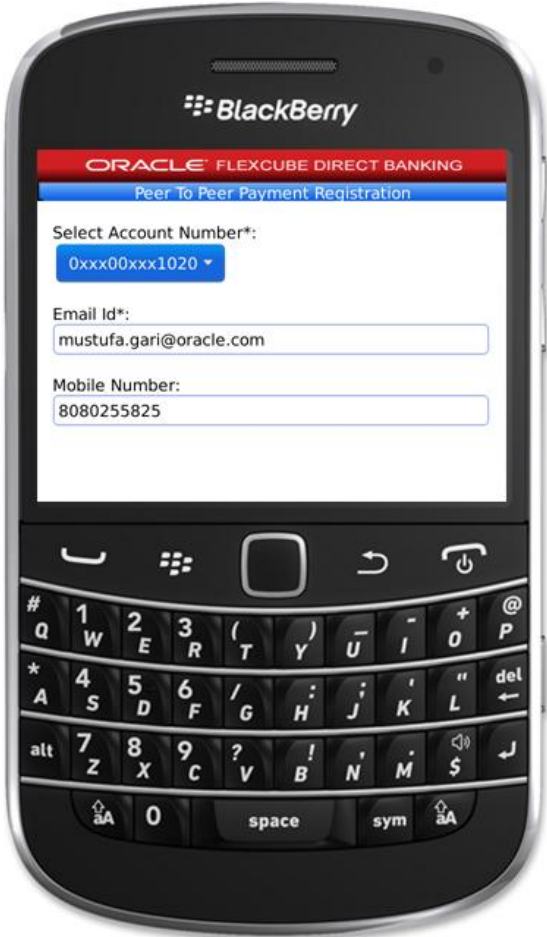 BlackBerry
ORACLE FLEXCUBE DIRECT BANKING
Peer To Peer Payment Registration
Select Account Number*:
0xxx00xxx1020
Email Id*:
mustufa.gari@oracle.com
Mobile Number:
8080255825
# Q 1 W 2 E 3 R ( T ) Y _ U - I + O @ P
* A 4 S 5 D 6 F / G : H ; J ' K " L del
alt 7 Z 8 X 9 C ? V ! B , N . M $
aA 0 space sym aA